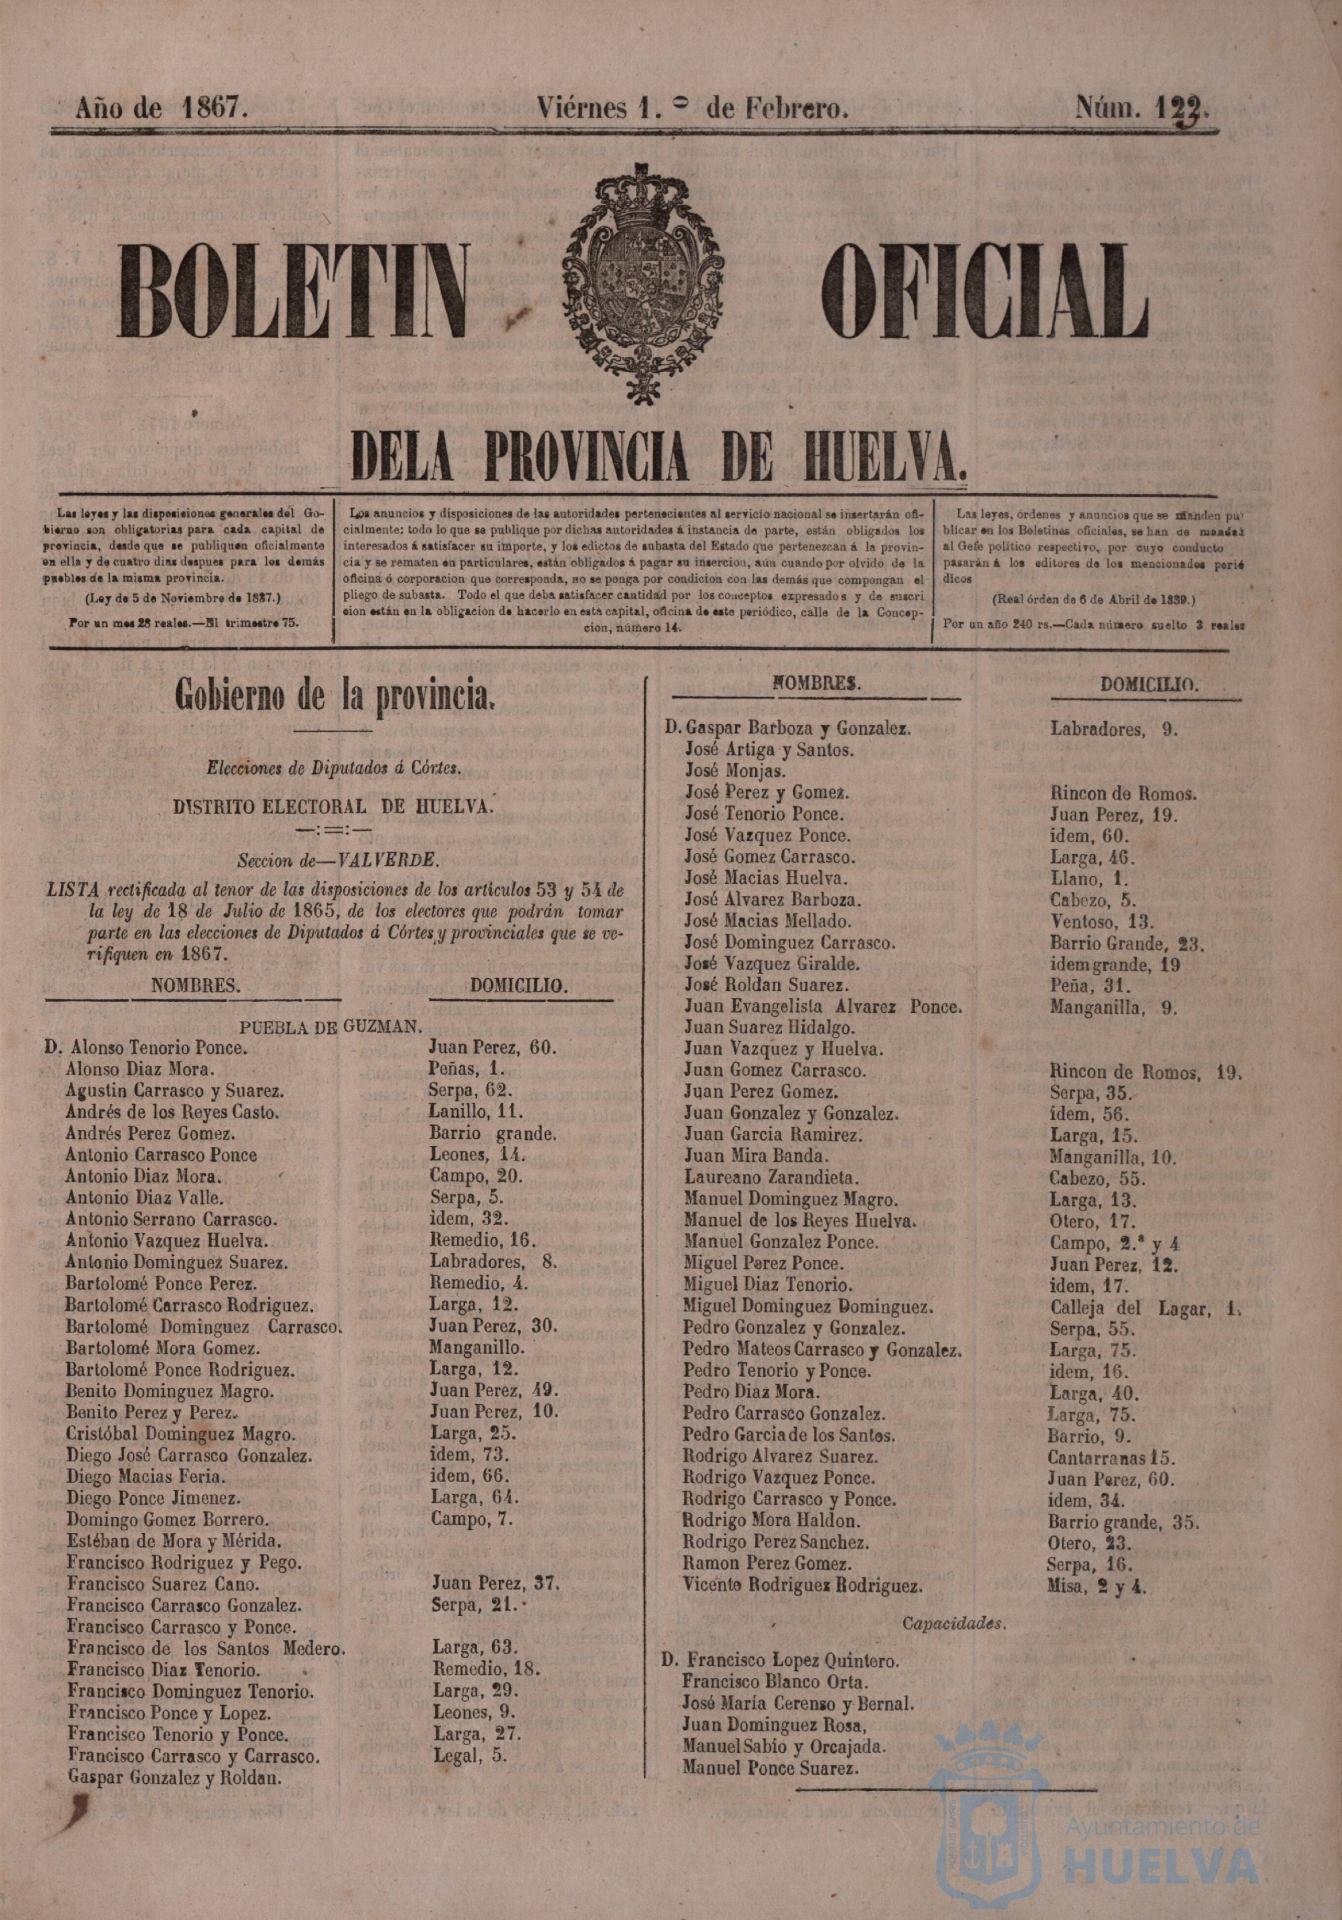 Año de 1867.
Viérnes 1.º de Febrero.
Núm. 123.
BOLETIN OFICIAL
DELA PROVINCIA DE HUELVA.
Las leyes y las disposiciones generales del Go-
bierno son obligatorias para cada capital de
provincia, desde que se publiquen oficialmente
en ella y de cuatro dias despues para los demás
pueblos de la misma provincia.
(Ley de 5 de Noviembre de 1837.)
Por un mes 28 reales.—El trimestre 75.
Los anuncios y disposiciones de las autoridades pertenecientes al servicio nacional se insertarán ofi-
cialmente; todo lo que se publique por dichas autoridades á instancia de parte, están obligados los
interesados á satisfacer su importe, y los edictos de subasta del Estado que pertenezcan á la provin-
cia y se rematen en particulares, están obligados á pagar su insercion, aun cuando por olvido de la
oficina ó corporacion que corresponda, no se ponga por condicion con las demás que compongan el
pliego de subasta. Todo el que deba satisfacer cantidad por los conceptos expresados y de suscri
cion están en la obligacion de hacerlo en esta capital, oficina de este periódico, calle de la Concep-
cion, número 14.
Las leyes, órdenes y anuncios que se manden pu
blicar en los Boletines oficiales, se han de mandar
al Gefe político respectivo, por cuyo conducto
pasarán á los editores de los mencionados perió
dicos
(Real órden de 6 de Abril de 1839.)
Por un año 240 rs.—Cada número suelto 3 reales
Gobierno de la provincia.
Elecciones de Diputados á Córtes.
DISTRITO ELECTORAL DE HUELVA.
Seccion de—VALVERDE.
LISTA rectificada al tenor de las disposiciones de los articulos 53 y 54 de
la ley de 18 de Julio de 1865, de los electores que podrán tomar
parte en las elecciones de Diputados á Córtes y provinciales que se ve-
rifiquen en 1867.
NOMBRES. DOMICILIO.
PUEBLA DE GUZMAN.
D. Alonso Tenorio Ponce. Juan Perez, 60.
Alonso Diaz Mora. Peñas, 1.
Agustin Carrasco y Suarez. Serpa, 62.
Andrés de los Reyes Casto. Lanillo, 11.
Andrés Perez Gomez. Barrio grande.
Antonio Carrasco Ponce Leones, 14.
Antonio Diaz Mora. Campo, 20.
Antonio Diaz Valle. Serpa, 5.
Antonio Serrano Carrasco. idem, 32.
Antonio Vazquez Huelva. Remedio, 16.
Antonio Dominguez Suarez. Labradores, 8.
Bartolomé Ponce Perez. Remedio, 4.
Bartolomé Carrasco Rodriguez. Larga, 12.
Bartolomé Dominguez Carrasco. Juan Perez, 30.
Bartolomé Mora Gomez. Manganillo.
Bartolomé Ponce Rodriguez. Larga, 12.
Benito Dominguez Magro. Juan Perez, 49.
Benito Perez y Perez. Juan Perez, 10.
Cristóbal Dominguez Magro. Larga, 25.
Diego José Carrasco Gonzalez. idem, 73.
Diego Macias Feria. idem, 66.
Diego Ponce Jimenez. Larga, 64.
Domingo Gomez Borrero. Campo, 7.
Estéban de Mora y Mérida.
Francisco Rodriguez y Pego.
Francisco Suarez Cano. Juan Perez, 37.
Francisco Carrasco Gonzalez. Serpa, 21.
Francisco Carrasco y Ponce.
Francisco de los Santos Medero. Larga, 63.
Francisco Diaz Tenorio. Remedio, 18.
Francisco Dominguez Tenorio. Larga, 29.
Francisco Ponce y Lopez. Leones, 9.
Francisco Tenorio y Ponce. Larga, 27.
Francisco Carrasco y Carrasco. Legal, 5.
Gaspar Gonzalez y Roldan.
NOMBRES. DOMICILIO.
D. Gaspar Barboza y Gonzalez. Labradores, 9.
José Artiga y Santos.
José Monjas.
José Perez y Gomez. Rincon de Romos.
José Tenorio Ponce. Juan Perez, 19.
José Vazquez Ponce. idem, 60.
José Gomez Carrasco. Larga, 46.
José Macias Huelva. Llano, 1.
José Alvarez Barboza. Cabezo, 5.
José Macias Mellado. Ventoso, 13.
José Dominguez Carrasco. Barrio Grande, 23.
José Vazquez Giralde. idem grande, 19
José Roldan Suarez. Peña, 31.
Juan Evangelista Alvarez Ponce. Manganilla, 9.
Juan Suarez Hidalgo.
Juan Vazquez y Huelva.
Juan Gomez Carrasco. Rincon de Romos, 19.
Juan Perez Gomez. Serpa, 35.
Juan Gonzalez y Gonzalez. idem, 56.
Juan Garcia Ramirez. Larga, 15.
Juan Mira Banda. Manganilla, 10.
Laureano Zarandieta. Cabezo, 55.
Manuel Dominguez Magro. Larga, 13.
Manuel de los Reyes Huelva. Otero, 17.
Manuel Gonzalez Ponce. Campo, 2.ª y 4
Miguel Perez Ponce. Juan Perez, 12.
Miguel Diaz Tenorio. idem, 17.
Miguel Dominguez Dominguez. Calleja del Lagar, 1.
Pedro Gonzalez y Gonzalez. Serpa, 55.
Pedro Mateos Carrasco y Gonzalez. Larga, 75.
Pedro Tenorio y Ponce. idem, 16.
Pedro Diaz Mora. Larga, 40.
Pedro Carrasco Gonzalez. Larga, 75.
Pedro Garcia de los Santos. Barrio, 9.
Rodrigo Alvarez Suarez. Cantarranas 15.
Rodrigo Vazquez Ponce. Juan Perez, 60.
Rodrigo Carrasco y Ponce. idem, 34.
Rodrigo Mora Haldon. Barrio grande, 35.
Rodrigo Perez Sanchez. Otero, 23.
Ramon Perez Gomez. Serpa, 16.
Vicente Rodriguez Rodriguez. Misa, 2 y 4.
Capacidades.
D. Francisco Lopez Quintero.
Francisco Blanco Orta.
José María Cerenso y Bernal.
Juan Dominguez Rosa,
Manuel Sabio y Orcajada.
Manuel Ponce Suarez.
Ayuntamiento de
HUELVA